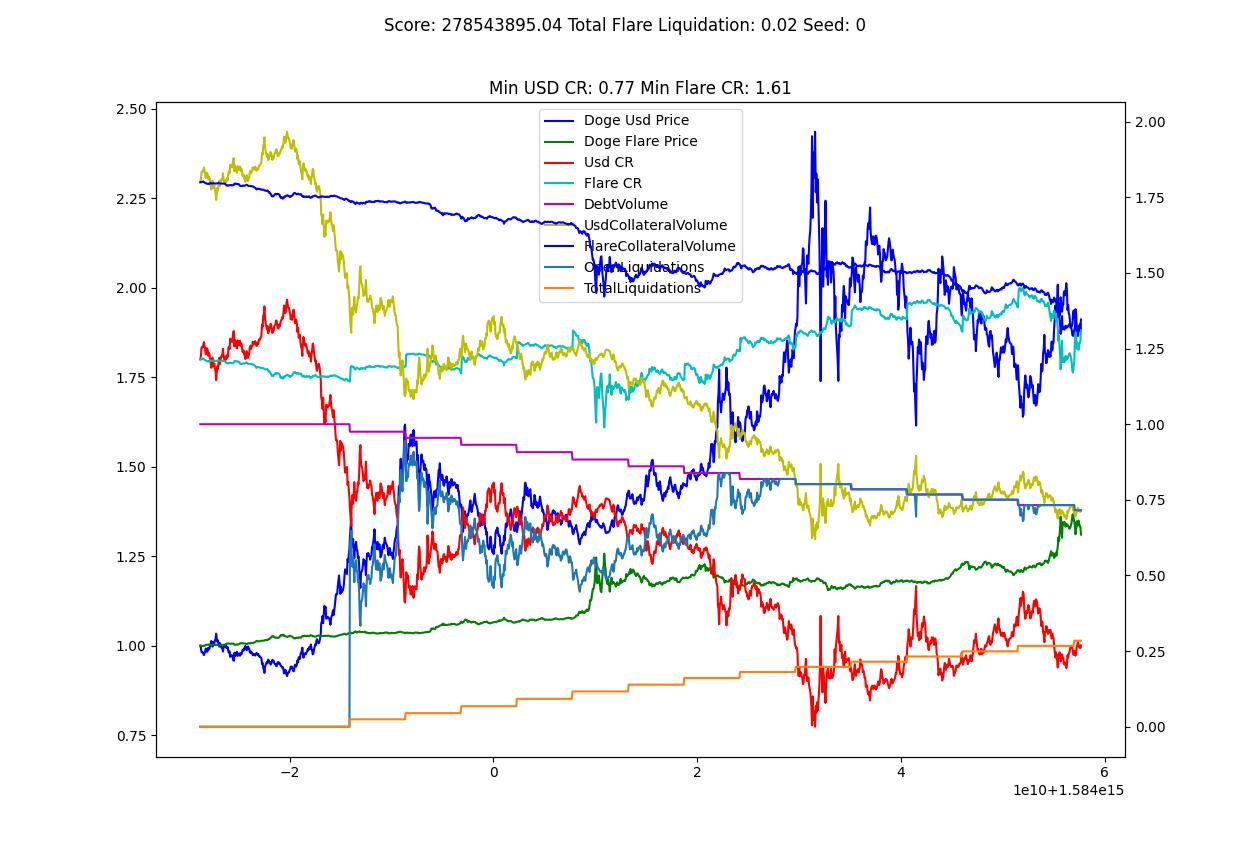 Score: 278543895.04 Total Flare Liquidation: 0.02 Seed: 0
Min USD CR: 0.77 Min Flare CR: 1.61
2.50
2.25
2.00
1.75
1.50
1.25
1.00
0.75
Doge Usd Price
Doge Flare Price
Usd CR
Flare CR
DebtVolume
UsdCollateralVolume
FlareCollateralVolume
OpenLiquidations
TotalLiquidations
2.00
1.75
1.50
1.25
1.00
0.75
0.50
0.25
0.00
−2 0 2 4 6
1e10+1.584e15